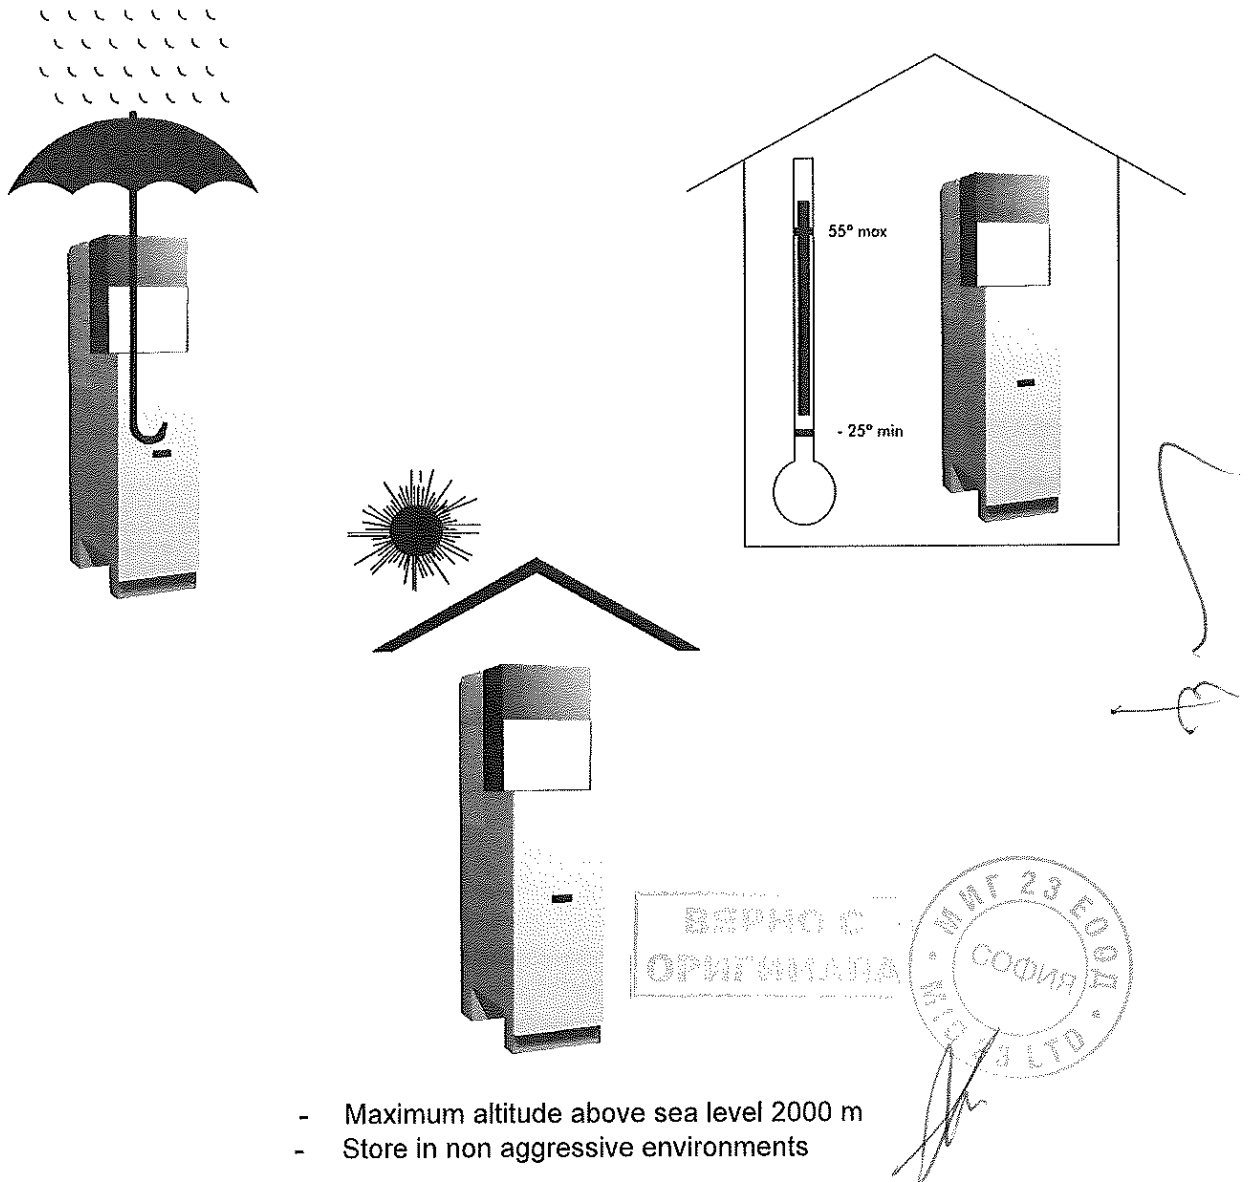 55° max
- 25° min
ВЯРНО С
ОРИГИНАЛА
МИГ 23 ЕООД
СОФИЯ
MIG 23 LTD
- Maximum altitude above sea level 2000 m
- Store in non aggressive environments